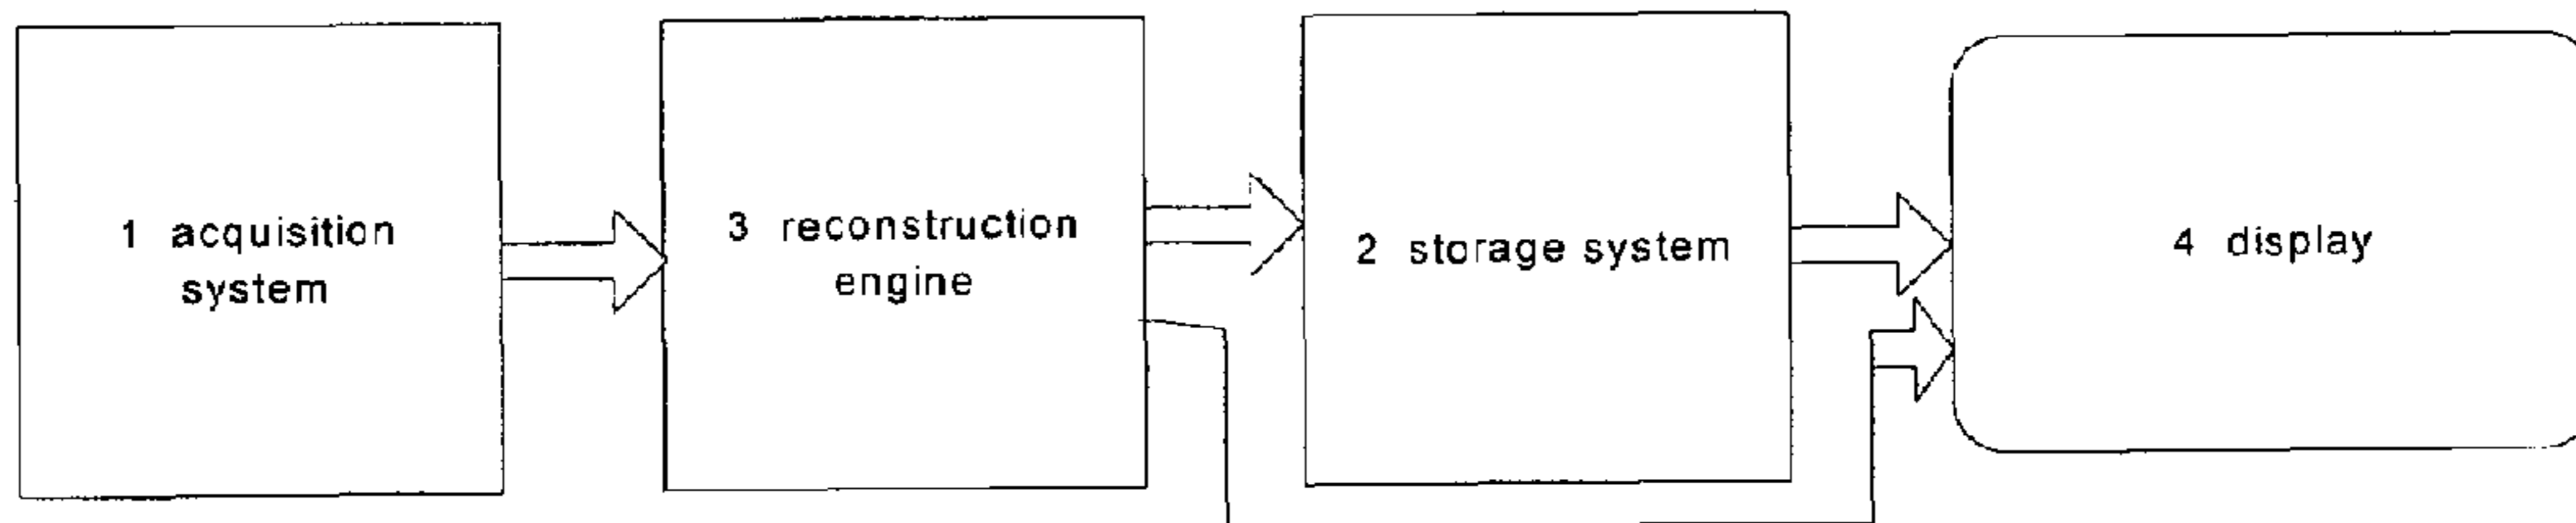 1 acquisition
system
3 reconstruction
engine
2 storage system
4 display